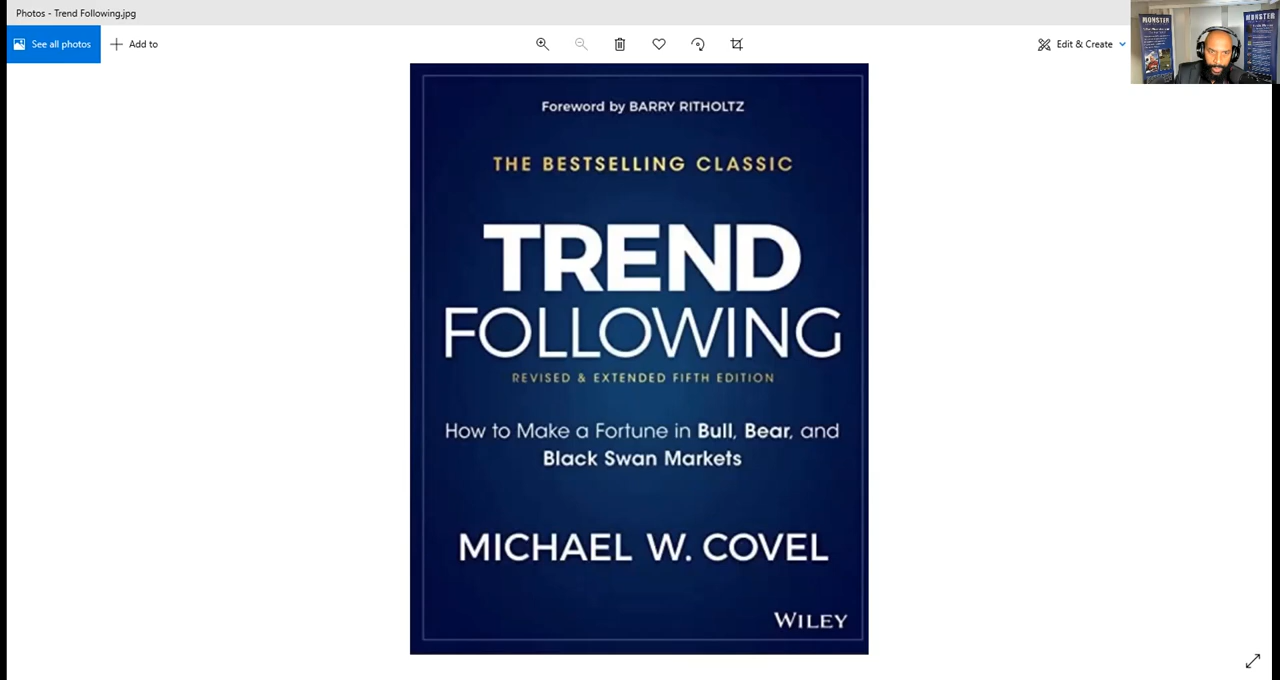 Photos - Trend Following.jpg
See all photos
Add to
Edit & Create
MONSTER
MONSTER
Foreword by BARRY RITHOLTZ
THE BESTSELLING CLASSIC
TREND
FOLLOWING
REVISED & EXTENDED FIFTH EDITION
How to Make a Fortune in Bull, Bear, and
Black Swan Markets
MICHAEL W. COVEL
WILEY